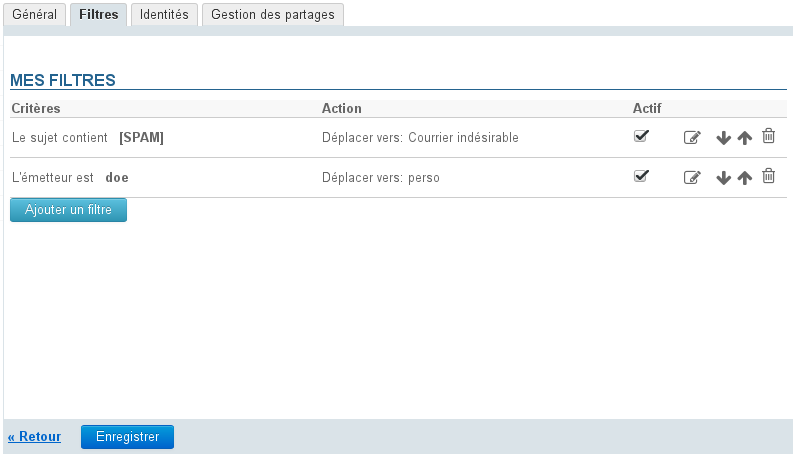 Général Filtres Identités Gestion des partages
MES FILTRES
Critères Action Actif
Le sujet contient [SPAM] Déplacer vers: Courrier indésirable
L'émetteur est doe Déplacer vers: perso
Ajouter un filtre
« Retour Enregistrer